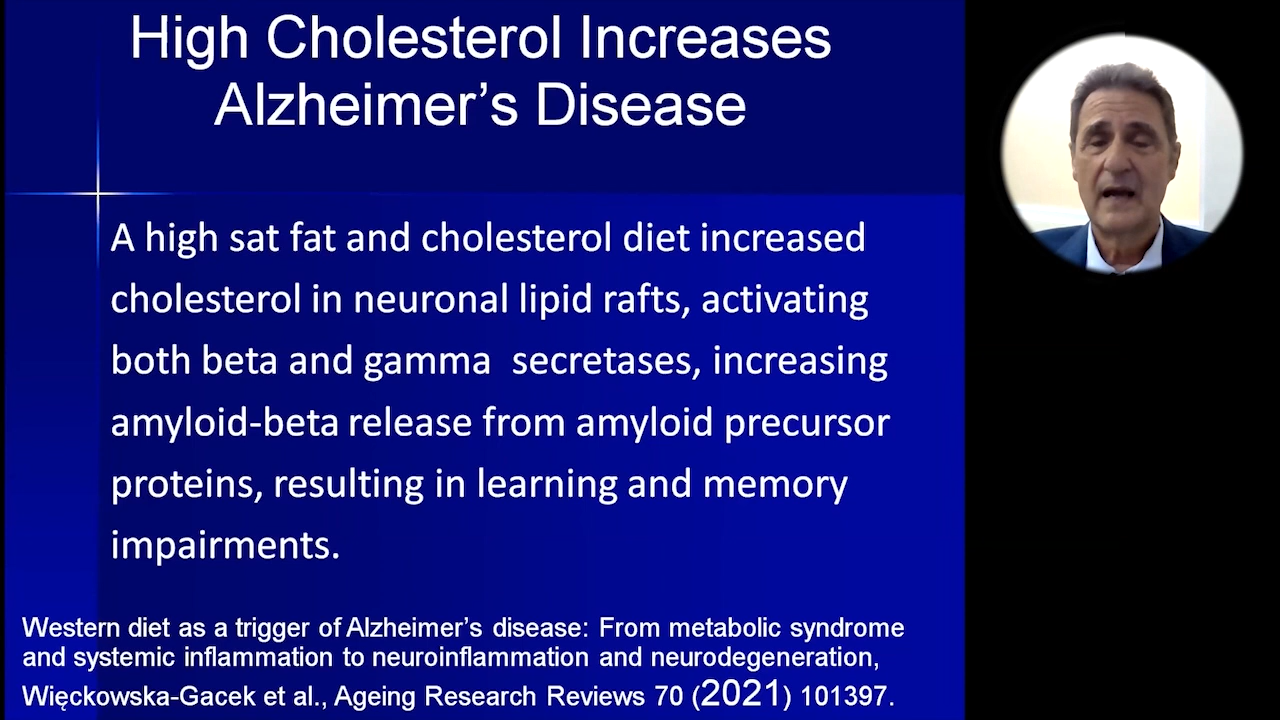 High Cholesterol Increases
Alzheimer’s Disease
A high sat fat and cholesterol diet increased
cholesterol in neuronal lipid rafts, activating
both beta and gamma  secretases, increasing
amyloid-beta release from amyloid precursor
proteins, resulting in learning and memory
impairments.
Western diet as a trigger of Alzheimer’s disease: From metabolic syndrome
and systemic inflammation to neuroinflammation and neurodegeneration,
Więckowska-Gacek et al., Ageing Research Reviews 70 (2021) 101397.